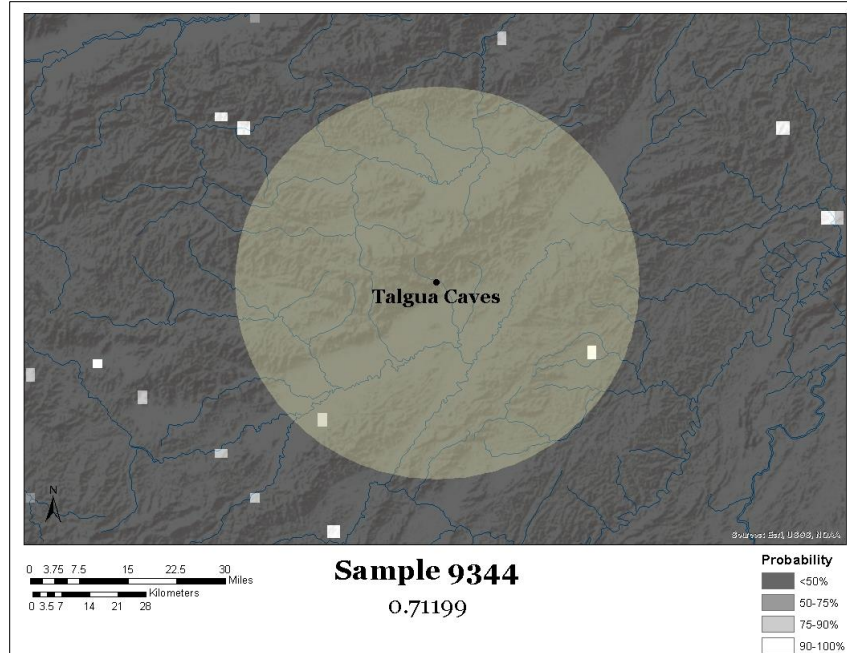 Talgua Caves
N
Sources: Esri, USGS, NOAA
0 3.75 7.5 15 22.5 30
Miles
Kilometers
0 3.5 7 14 21 28
Sample 9344
0.71199
Probability
<50%
50-75%
75-90%
90-100%